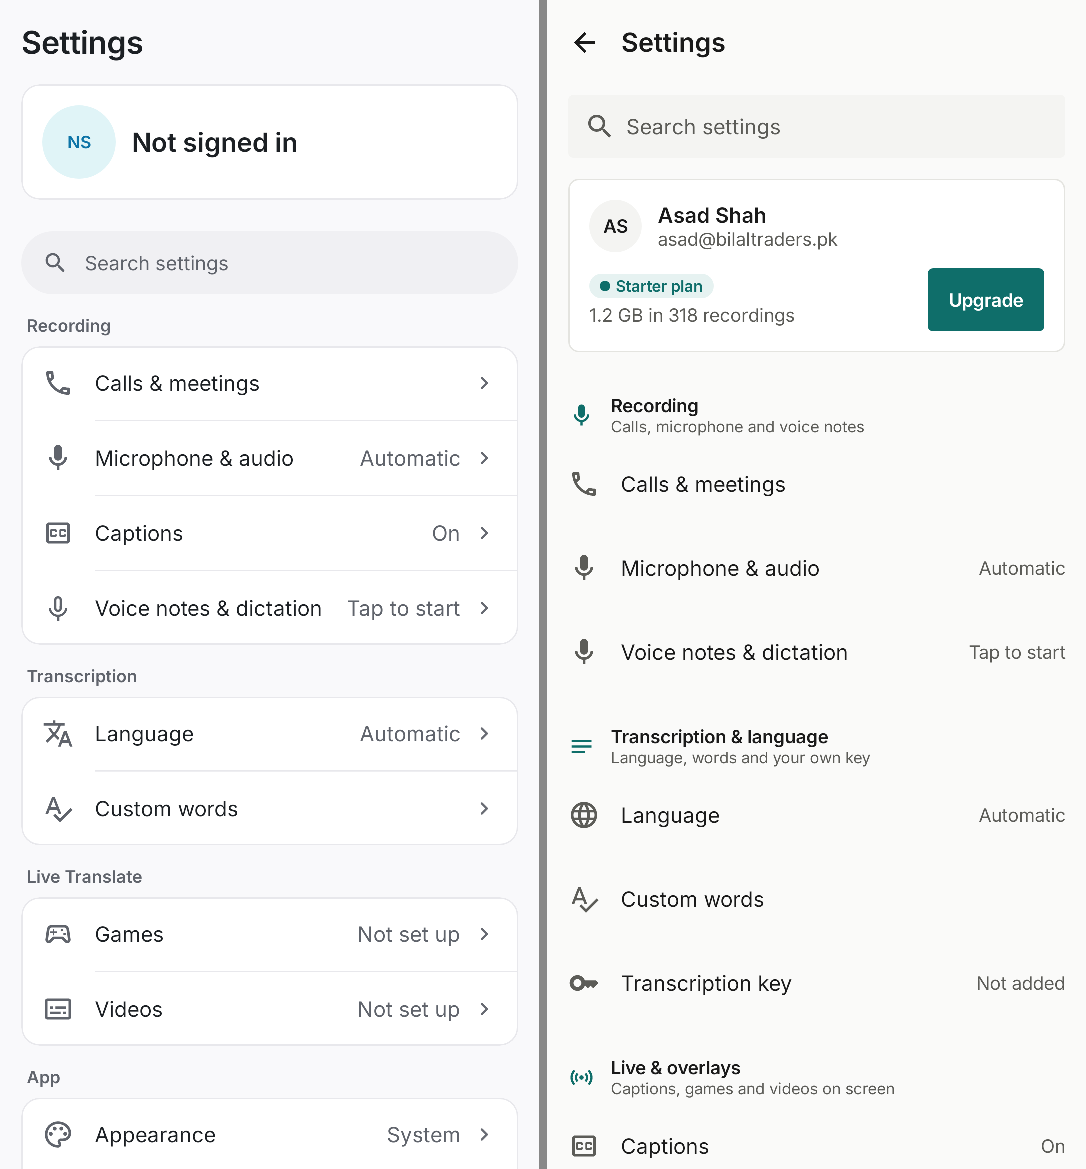 Settings
NS
Not signed in
Search settings
Recording
Calls & meetings
Microphone & audio Automatic
CC
Captions On
Voice notes & dictation Tap to start
Transcription
Language Automatic
Custom words
Live Translate
Games Not set up
Videos Not set up
App
Appearance System
Settings
Search settings
AS
Asad Shah
asad@bilaltraders.pk
Starter plan
1.2 GB in 318 recordings
Upgrade
Recording
Calls, microphone and voice notes
Calls & meetings
Microphone & audio Automatic
Voice notes & dictation Tap to start
Transcription & language
Language, words and your own key
Language Automatic
Custom words
Transcription key Not added
Live & overlays
Captions, games and videos on screen
CC
Captions On